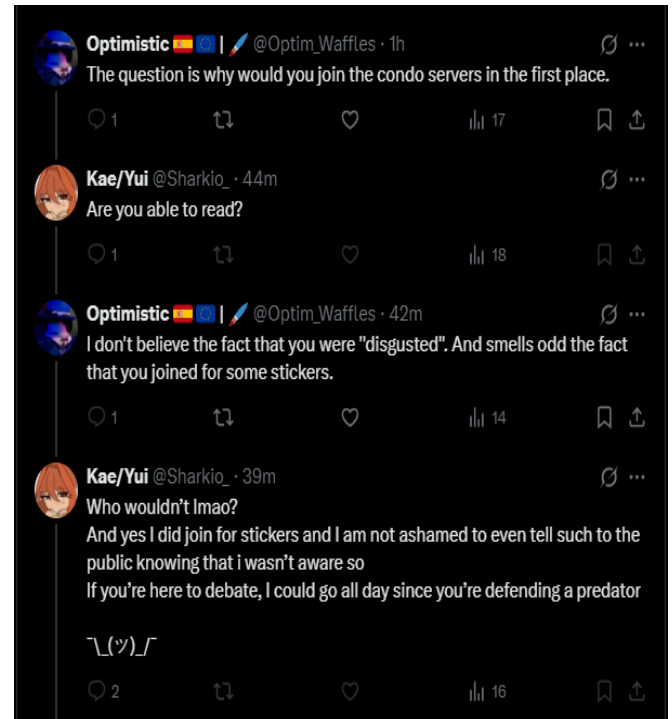 Optimistic 🇪🇸 🇪🇺 | 🖌️ @Optim_Waffles · 1h
The question is why would you join the condo servers in the first place.
1 17
Kae/Yui @Sharkio_ · 44m
Are you able to read?
1 18
Optimistic 🇪🇸 🇪🇺 | 🖌️ @Optim_Waffles · 42m
I don't believe the fact that you were "disgusted". And smells odd the fact
that you joined for some stickers.
1 14
Kae/Yui @Sharkio_ · 39m
Who wouldn't lmao?
And yes I did join for stickers and I am not ashamed to even tell such to the
public knowing that i wasn't aware so
If you're here to debate, I could go all day since you're defending a predator
¯\_(ツ)_/¯
2 16